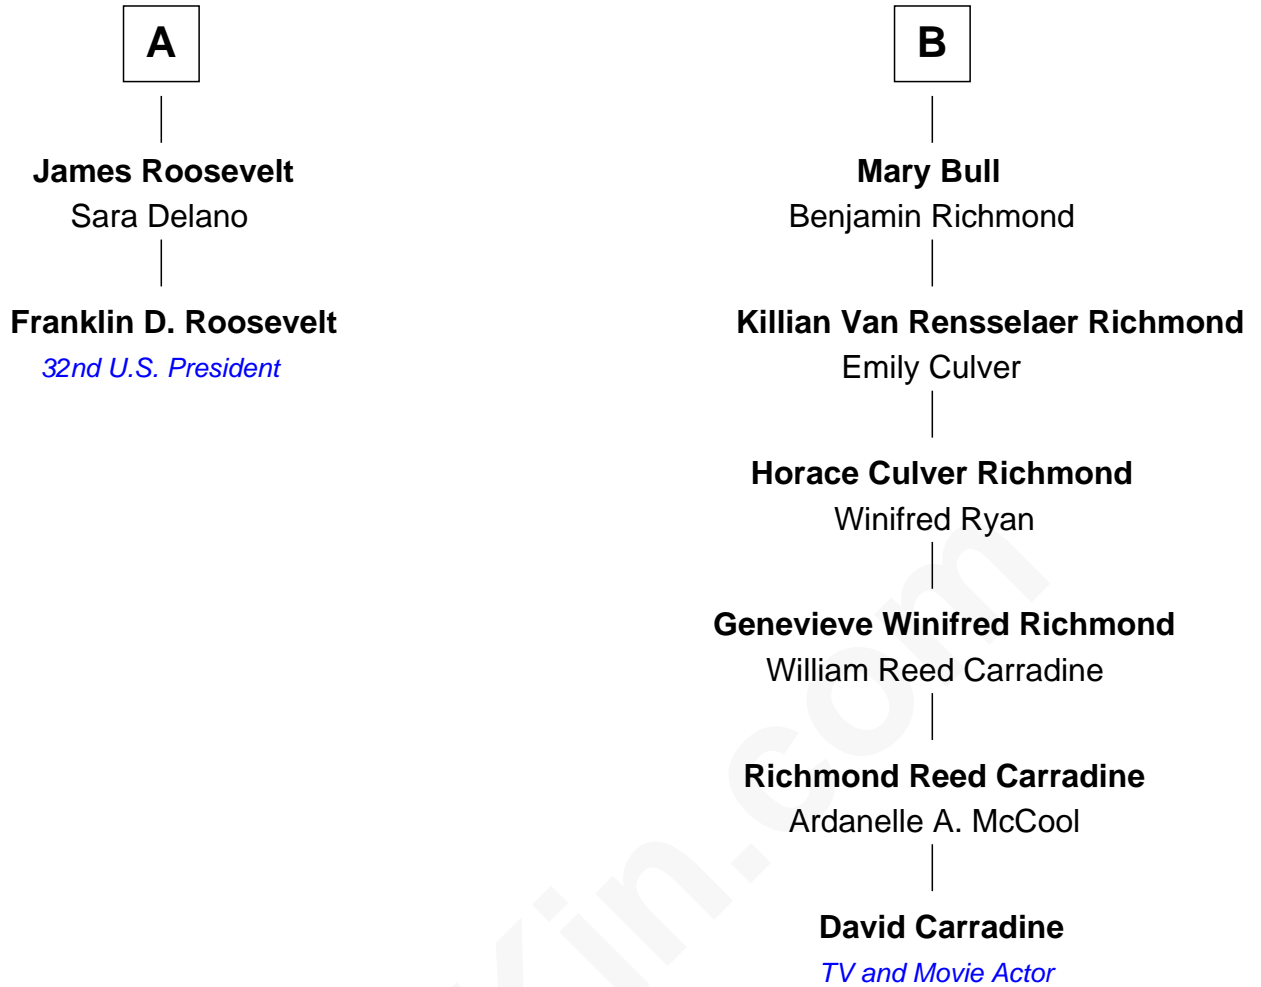 A
James Roosevelt
Sara Delano
Franklin D. Roosevelt
32nd U.S. President
B
Mary Bull
Benjamin Richmond
Killian Van Rensselaer Richmond
Emily Culver
Horace Culver Richmond
Winifred Ryan
Genevieve Winifred Richmond
William Reed Carradine
Richmond Reed Carradine
Ardanelle A. McCool
David Carradine
TV and Movie Actor